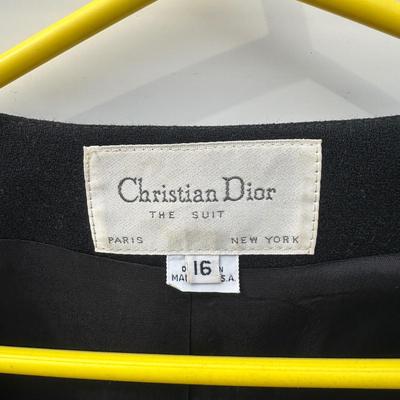 Christian Dior
THE SUIT
PARIS NEW YORK
16